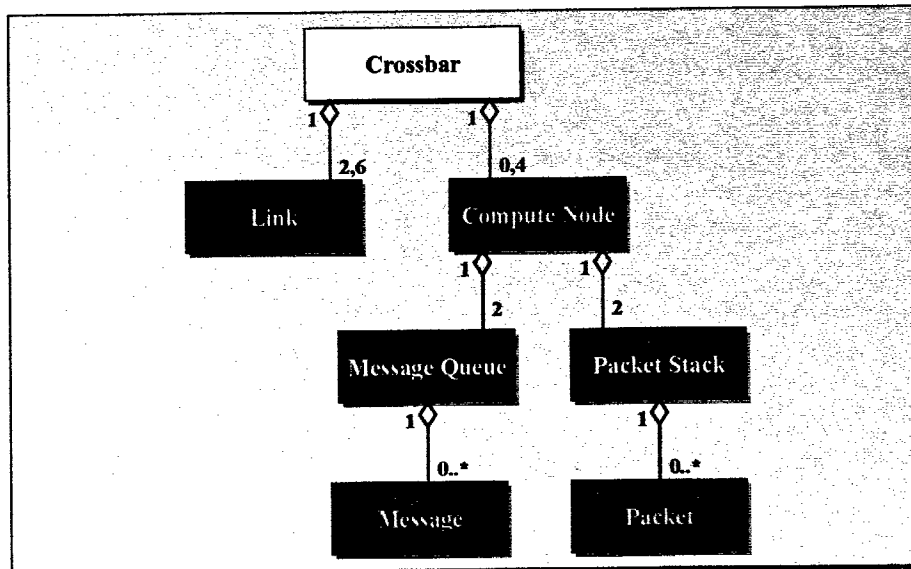 Crossbar
1 1
2,6 0,4
Link Compute Node
1 1
2 2
Message Queue Packet Stack
1 1
0..* 0..*
Message Packet